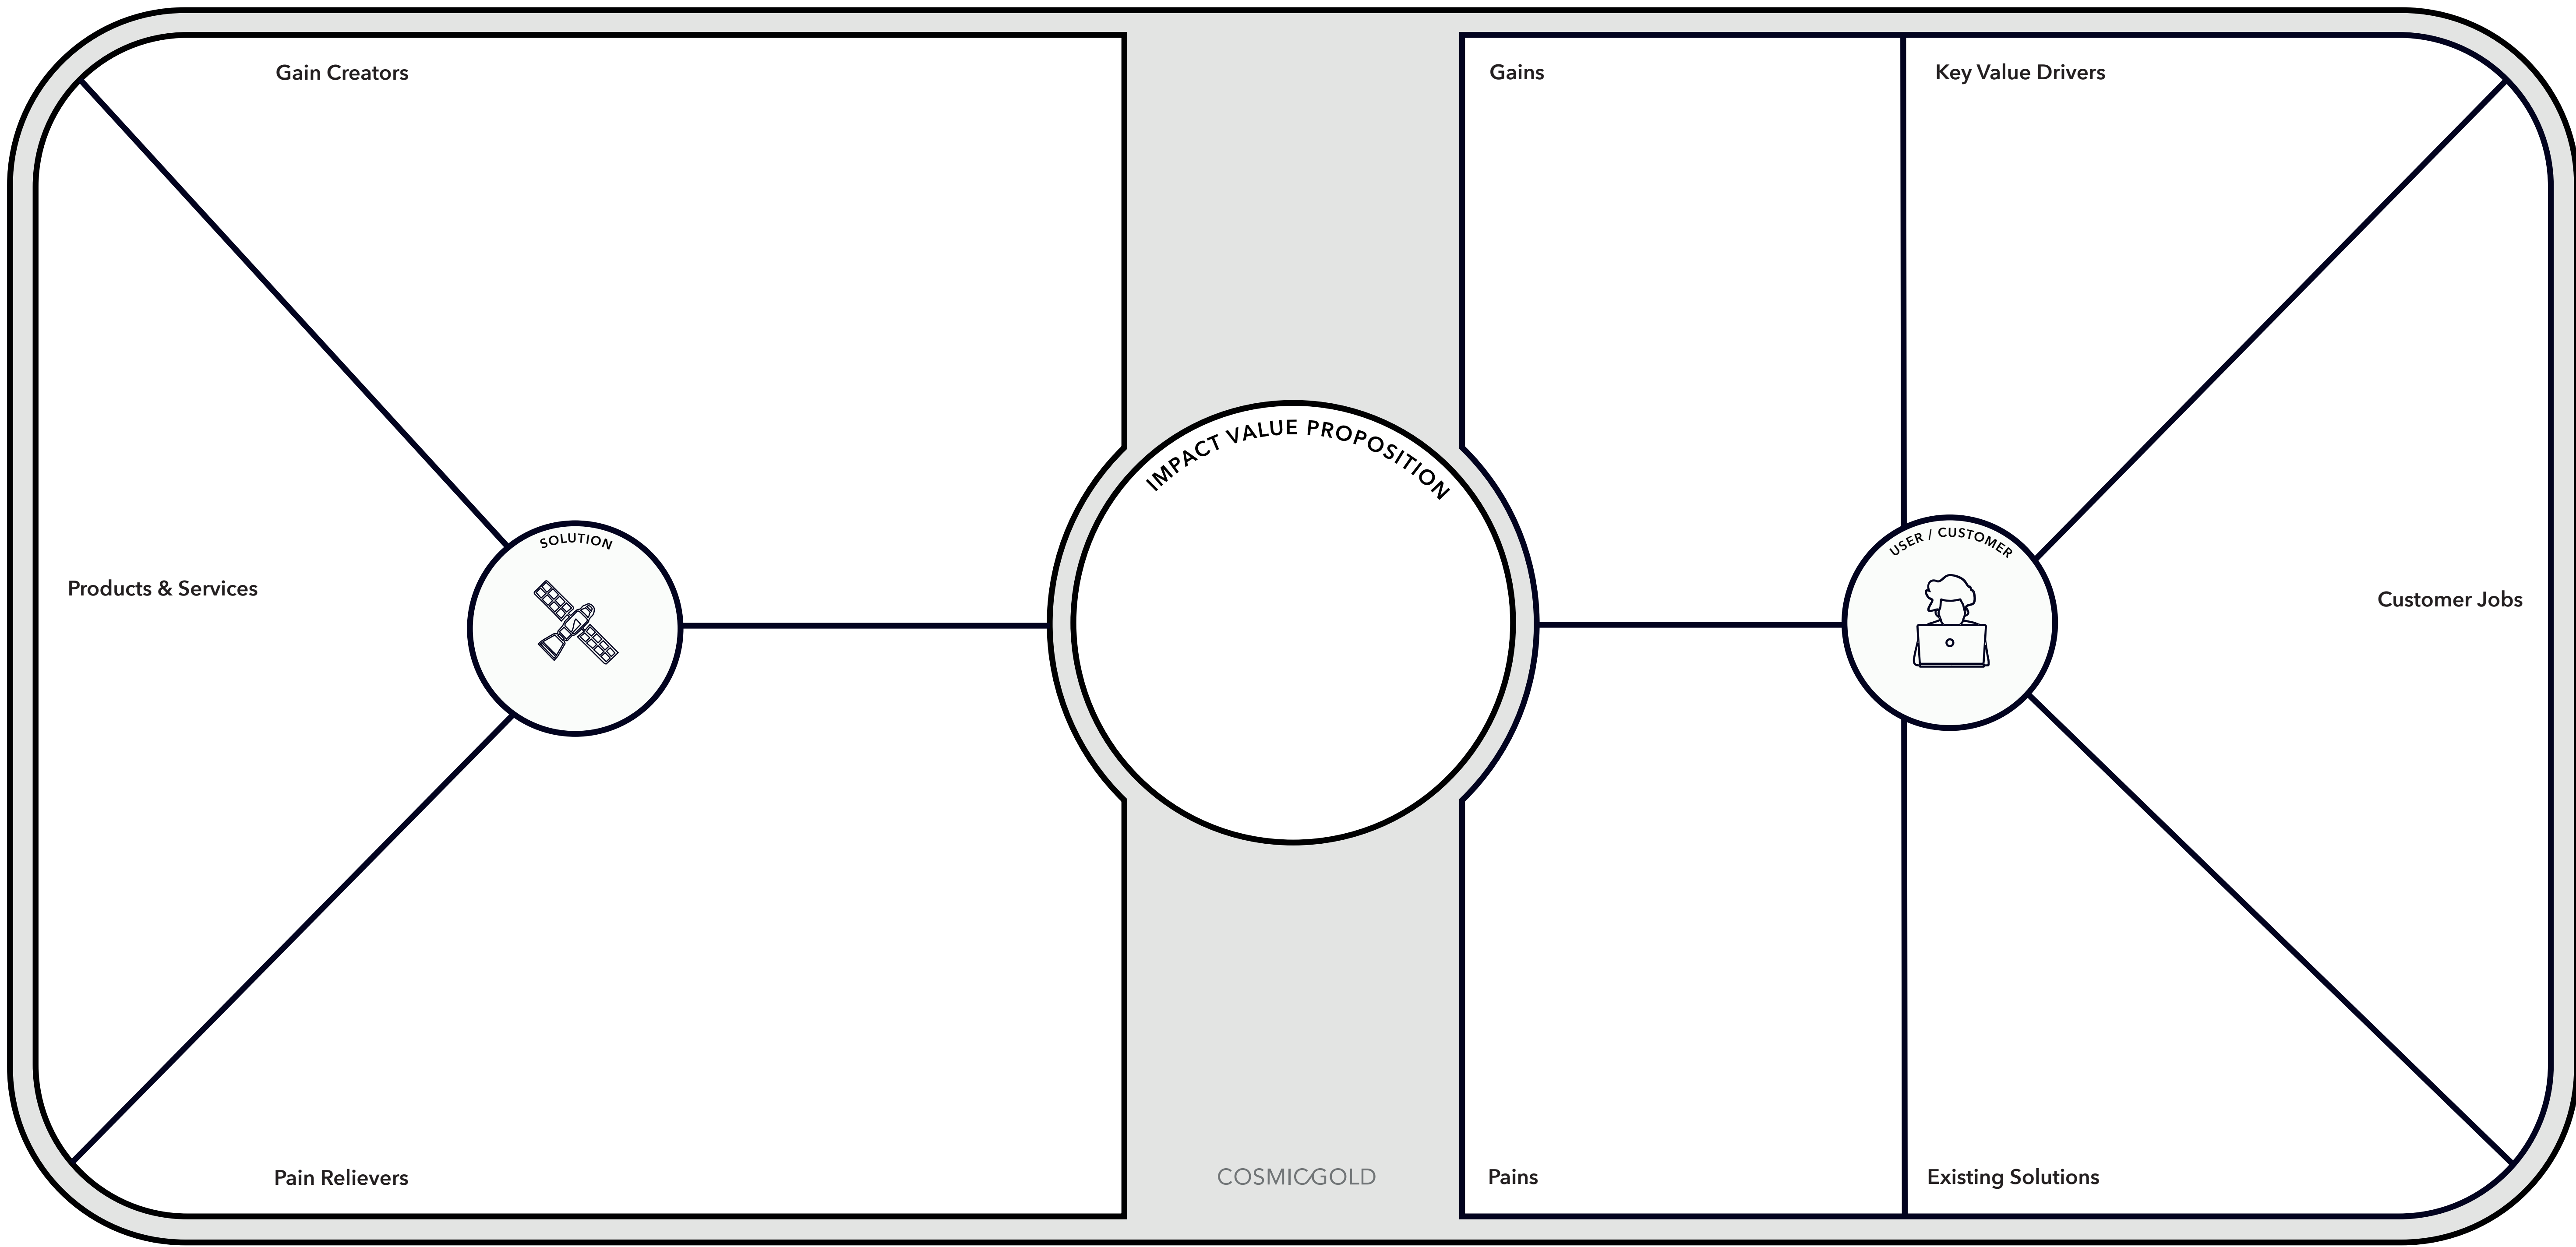 Gain Creators
Gains
Key Value Drivers
IMPACT VALUE PROPOSITION
SOLUTION
USER / CUSTOMER
Products & Services
Customer Jobs
Pain Relievers
COSMICGOLD
Pains
Existing Solutions